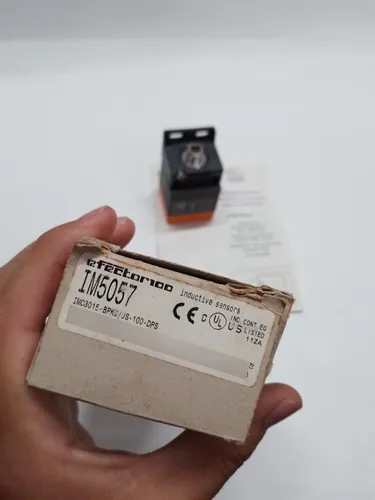 efector100
inductive sensors
IM5057
IMC3015-BPKG/US-100-DPS
CE
C UL US
IND. CONT. EQ
LISTED
11ZA